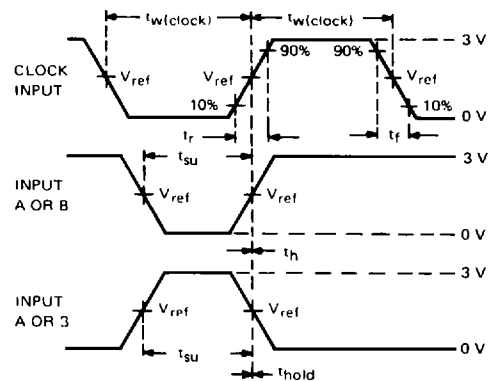 tw(clock) tw(clock)
90% 90% 3 V
CLOCK
INPUT
Vref Vref Vref
10% 10%
0 V
tr tf
tsu 3 V
INPUT
A OR B
Vref Vref
0 V
th
3 V
INPUT
A OR 3
Vref Vref
tsu 0 V
thold